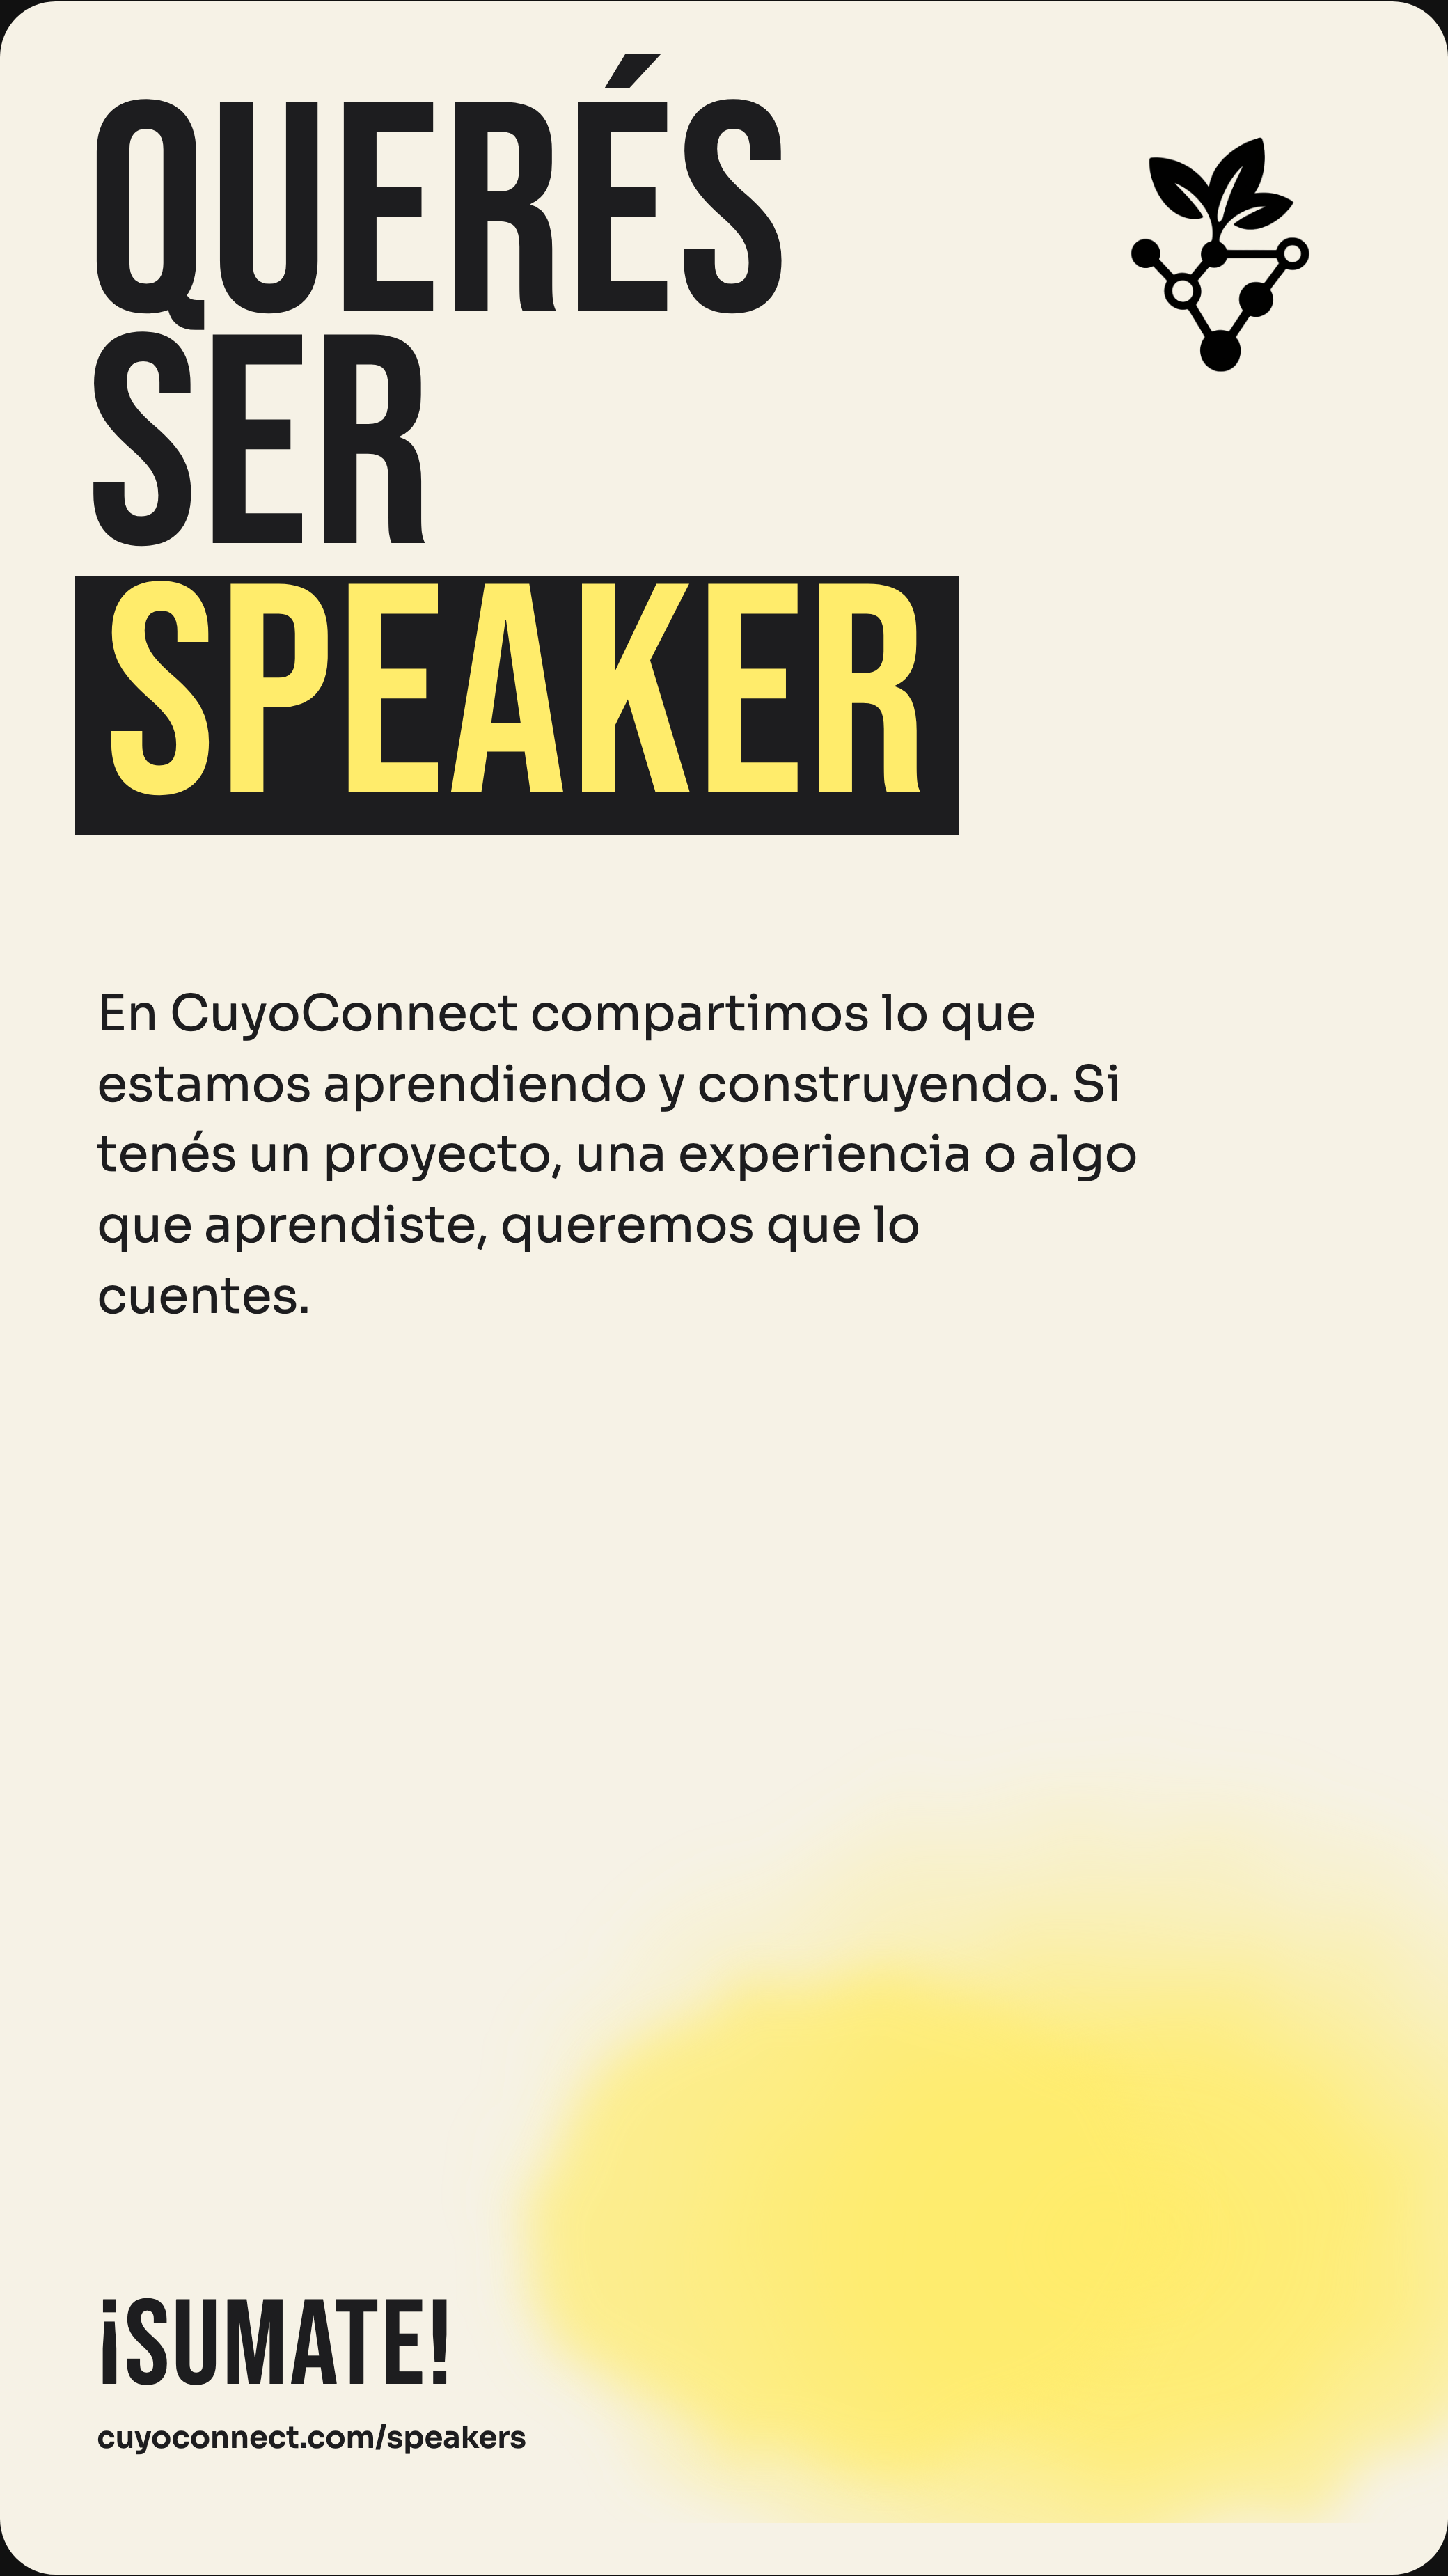 QUERÉS
SER
SPEAKER
En CuyoConnect compartimos lo que
estamos aprendiendo y construyendo. Si
tenés un proyecto, una experiencia o algo
que aprendiste, queremos que lo
cuentes.
¡SUMATE!
cuyoconnect.com/speakers